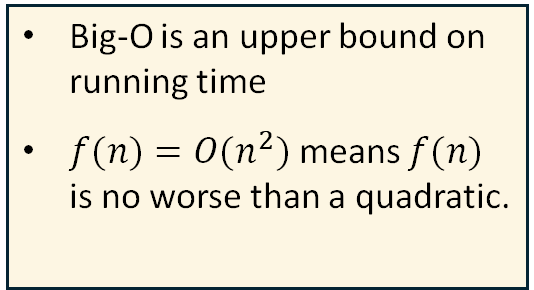 • Big-O is an upper bound on
running time
• f(n) = O(n²) means f(n)
is no worse than a quadratic.